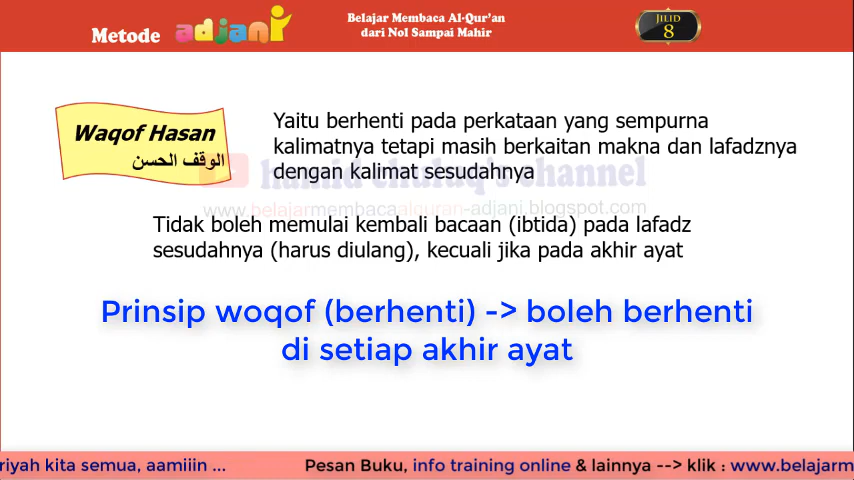 Metode adjani
Belajar Membaca Al-Qur'an
dari Nol Sampai Mahir
JILID
8
Waqof Hasan
الوقف الحسن
Yaitu berhenti pada perkataan yang sempurna
kalimatnya tetapi masih berkaitan makna dan lafadznya
dengan kalimat sesudahnya
hamid chuluq's channel
www.belajarmembacaalquran-adjani.blogspot.com
Tidak boleh memulai kembali bacaan (ibtida) pada lafadz
sesudahnya (harus diulang), kecuali jika pada akhir ayat
Prinsip woqof (berhenti) -> boleh berhenti
di setiap akhir ayat
riyah kita semua, aamiiin ... Pesan Buku, info training online & lainnya --> klik : www.belajarm